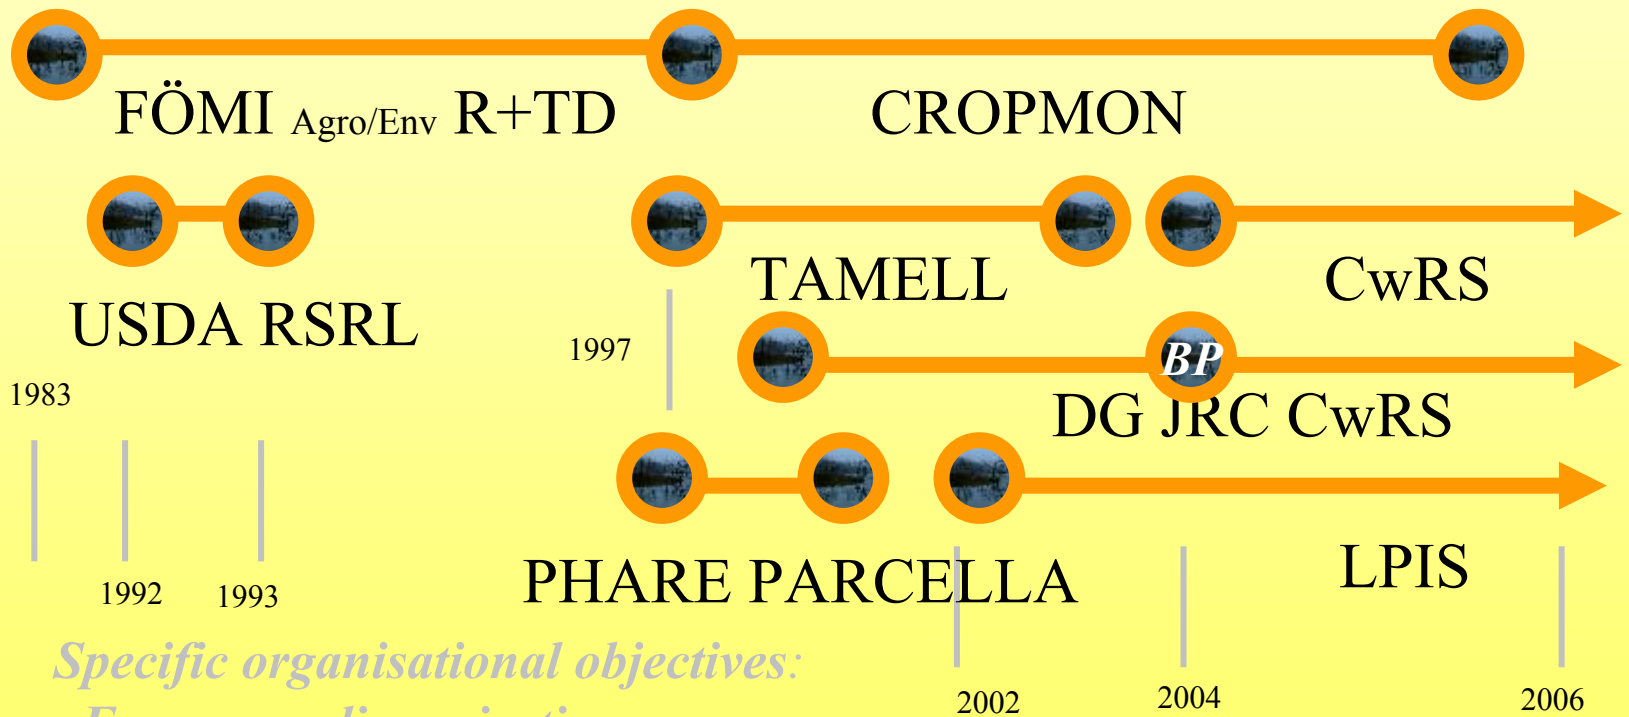 FÖMI Agro/Env R+TD
CROPMON
TAMELL
CwRS
USDA RSRL
1997
BP
1983
DG JRC CwRS
PHARE PARCELLA
LPIS
1992
1993
Specific organisational objectives:
2002
2004
2006